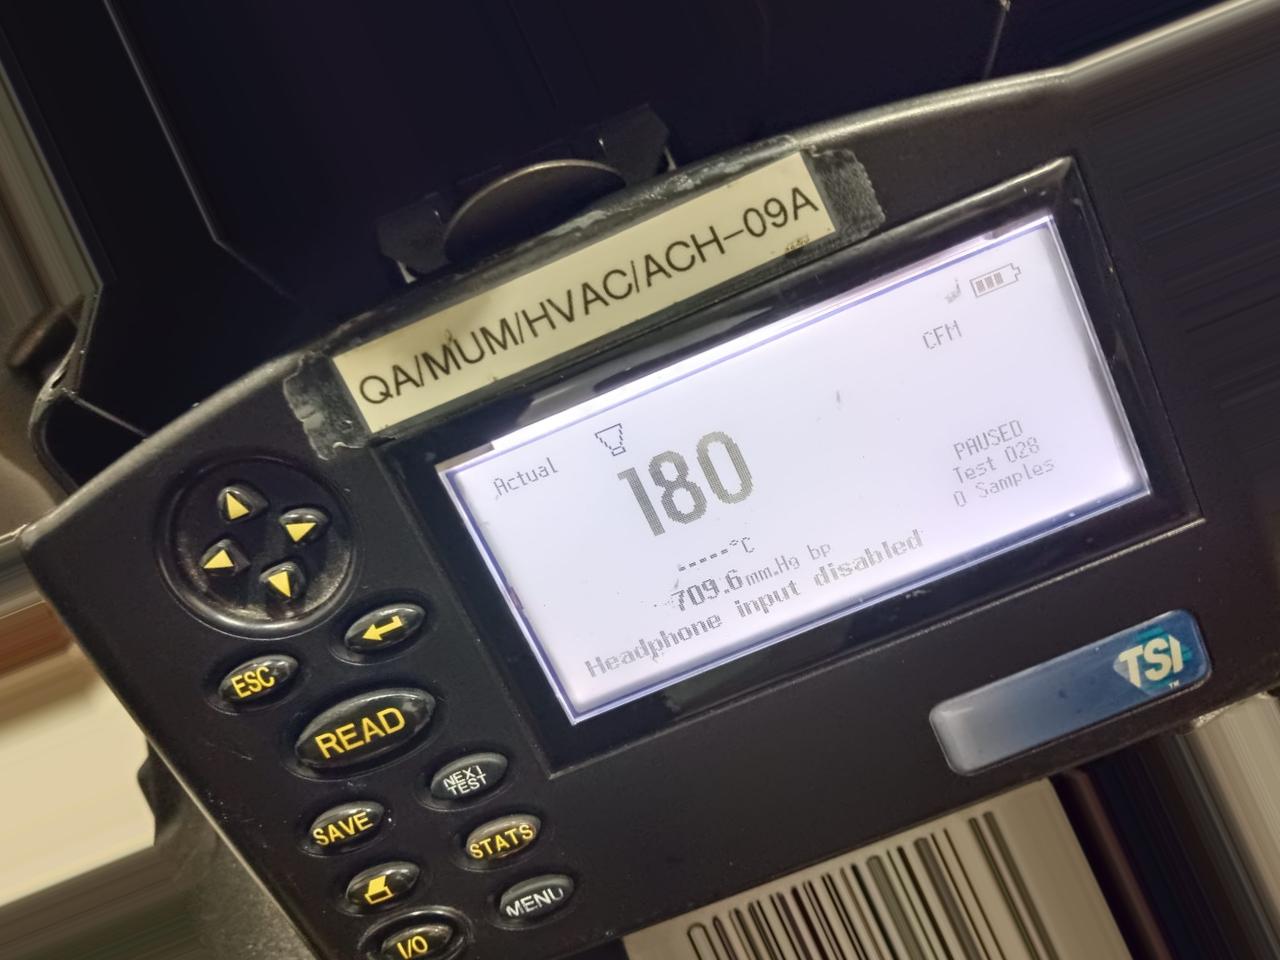 QA/MUM/HVAC/ACH-09A
CFM
Actual
180
PAUSED
Test 028
0 Samples
-----°C
709.6 mm.Hg bp
Headphone input disabled
TSI
TM
ESC
READ
NEXT
TEST
SAVE
STATS
MENU
I/O